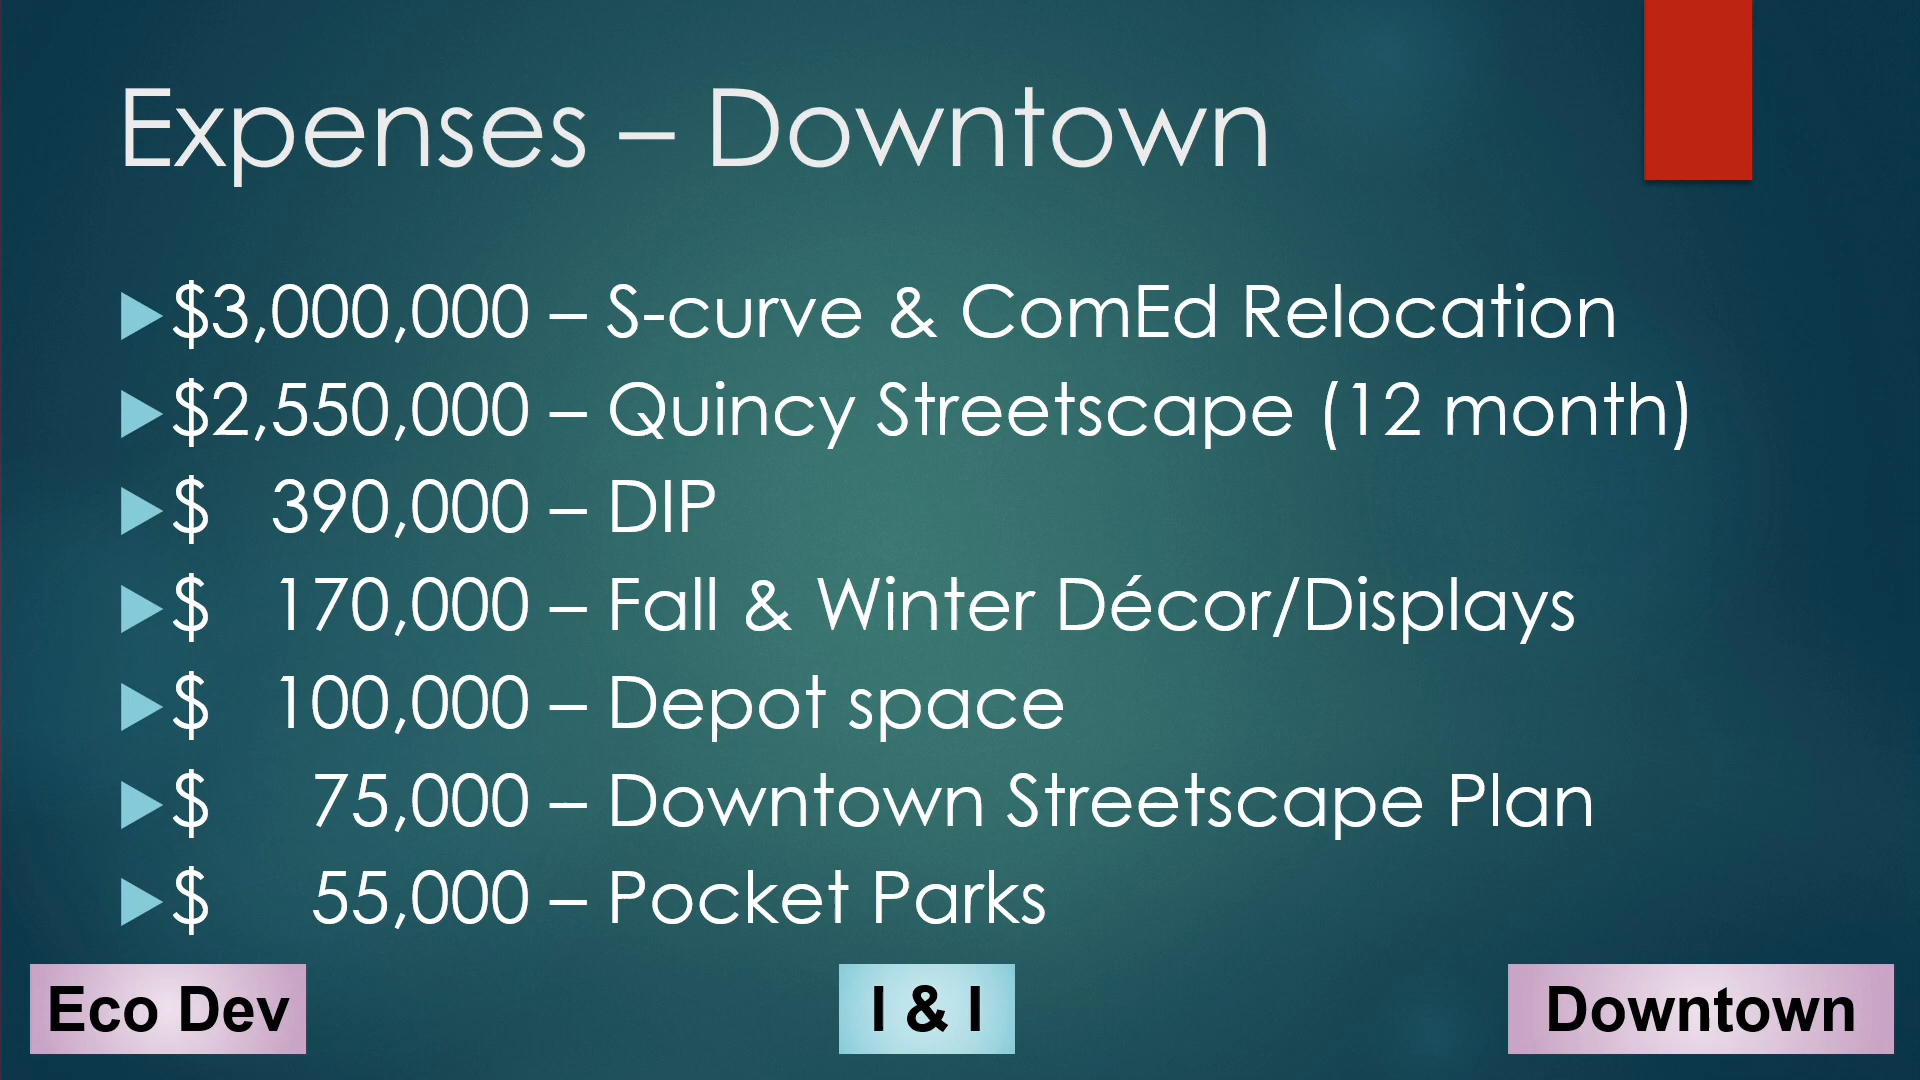 Expenses – Downtown
$3,000,000 – S-curve & ComEd Relocation
$2,550,000 – Quincy Streetscape (12 month)
$ 390,000 – DIP
$ 170,000 – Fall & Winter Décor/Displays
$ 100,000 – Depot space
$ 75,000 – Downtown Streetscape Plan
$ 55,000 – Pocket Parks
Eco Dev
I & I
Downtown